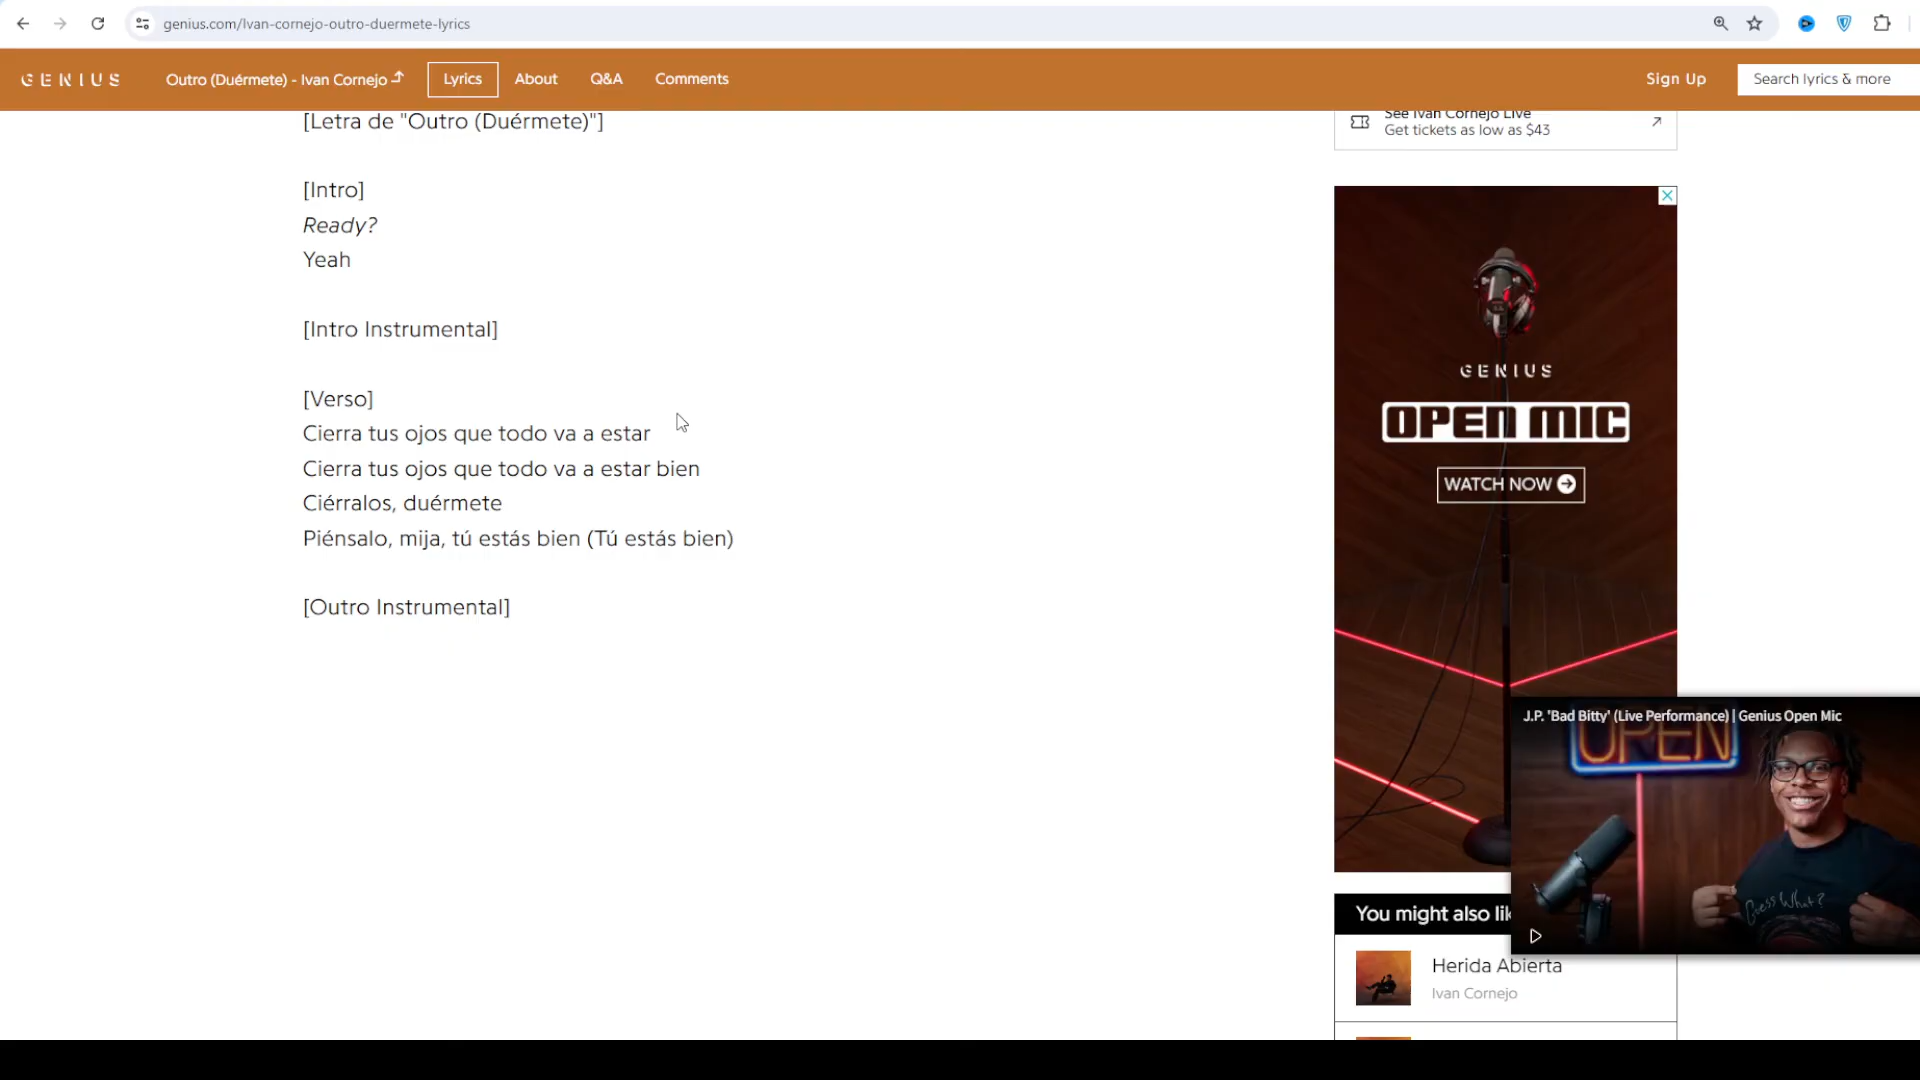 genius.com/Ivan-cornejo-outro-duermete-lyrics
GENIUS
Outro (Duérmete) - Ivan Cornejo
Lyrics
About
Q&A
Comments
Sign Up
Search lyrics & more
[Letra de "Outro (Duérmete)"]
[Intro]
Ready?
Yeah
[Intro Instrumental]
[Verso]
Cierra tus ojos que todo va a estar
Cierra tus ojos que todo va a estar bien
Ciérralos, duérmete
Piénsalo, mija, tú estás bien (Tú estás bien)
[Outro Instrumental]
See Ivan Cornejo Live
Get tickets as low as $43
GENIUS
OPEN MIC
WATCH NOW
J.P. 'Bad Bitty' (Live Performance) | Genius Open Mic
OPEN
Guess What?
You might also lik
Herida Abierta
Ivan Cornejo